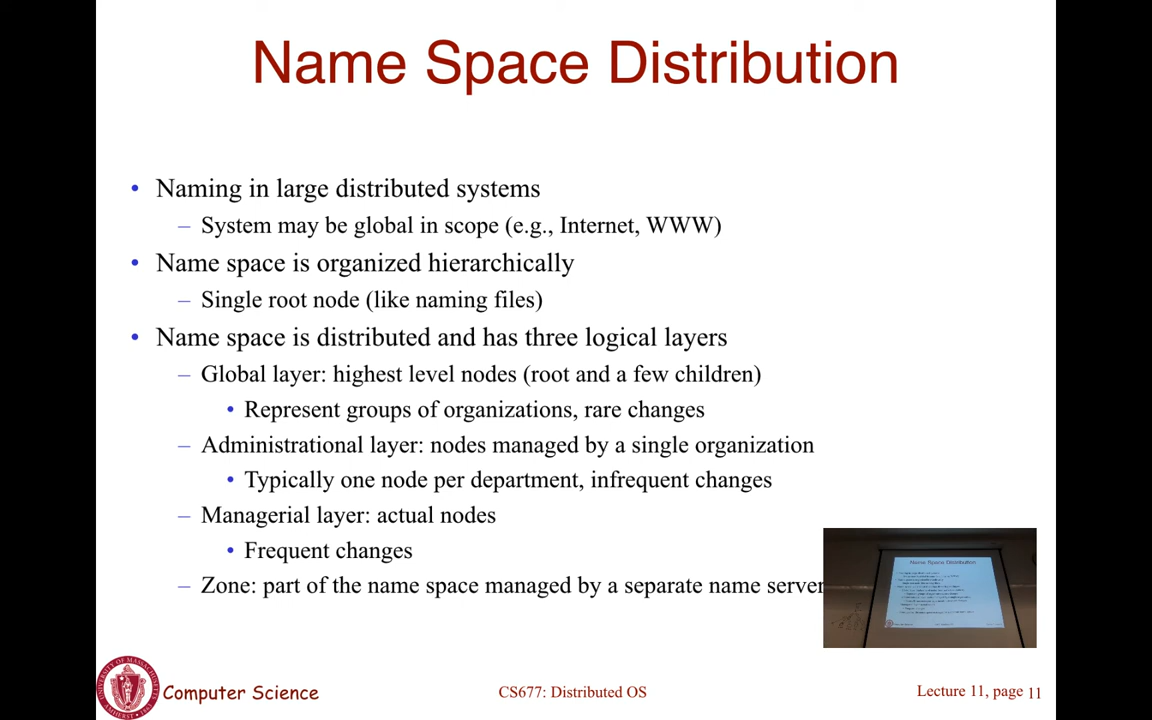 Name Space Distribution
• Naming in large distributed systems
– System may be global in scope (e.g., Internet, WWW)
• Name space is organized hierarchically
– Single root node (like naming files)
• Name space is distributed and has three logical layers
– Global layer: highest level nodes (root and a few children)
• Represent groups of organizations, rare changes
– Administrational layer: nodes managed by a single organization
• Typically one node per department, infrequent changes
– Managerial layer: actual nodes
• Frequent changes
– Zone: part of the name space managed by a separate name server
Name Space Distribution
Computer Science
CS677: Distributed OS
Lecture 11, page 11